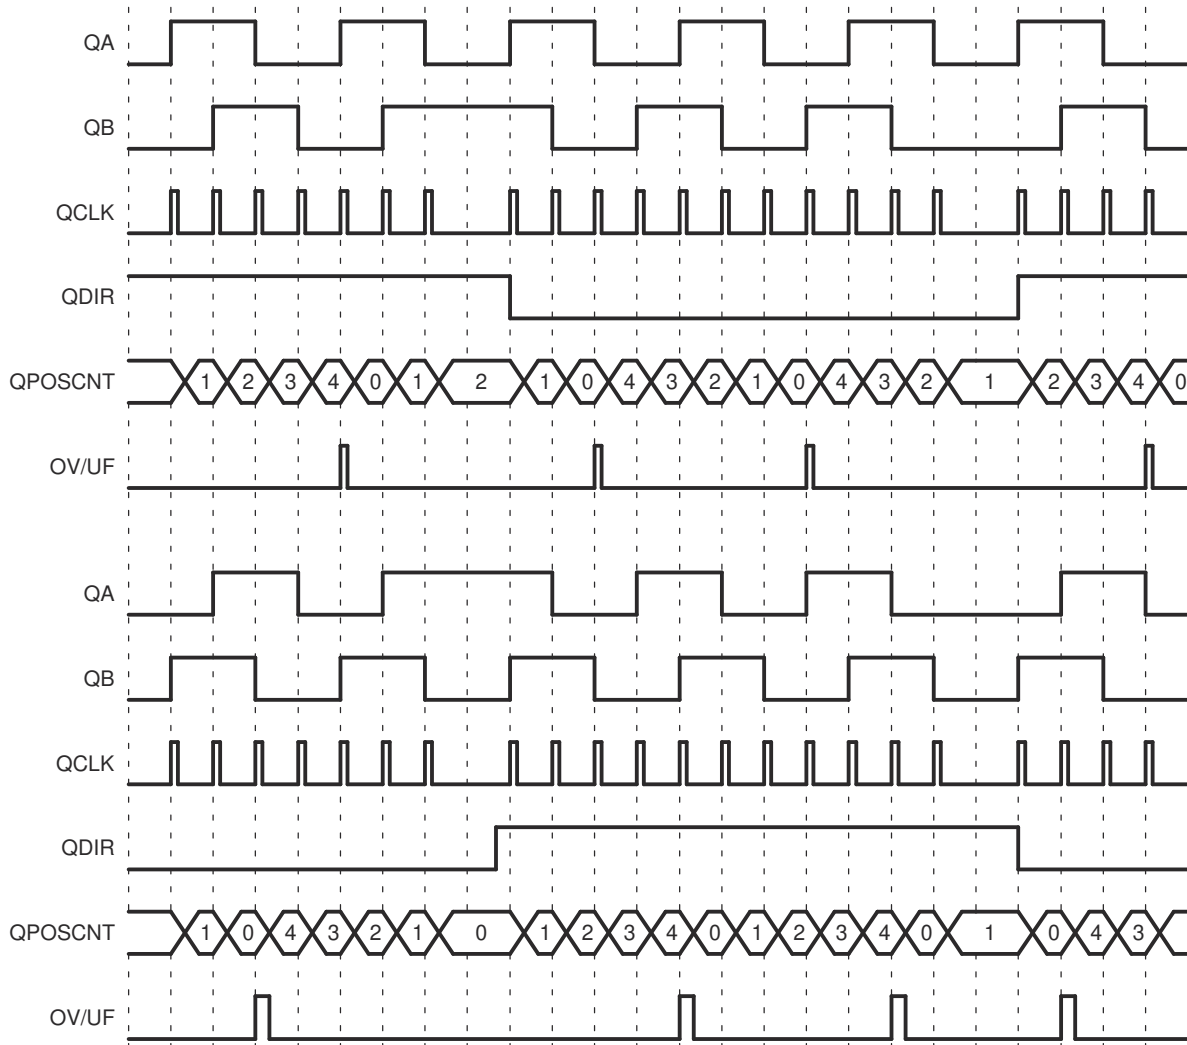 QA
QB
QCLK
QDIR
QPOSCNT 1 2 3 4 0 1 2 1 0 4 3 2 1 0 4 3 2 1 2 3 4 0
OV/UF
QA
QB
QCLK
QDIR
QPOSCNT 1 0 4 3 2 1 0 1 2 3 4 0 1 2 3 4 0 1 0 4 3
OV/UF